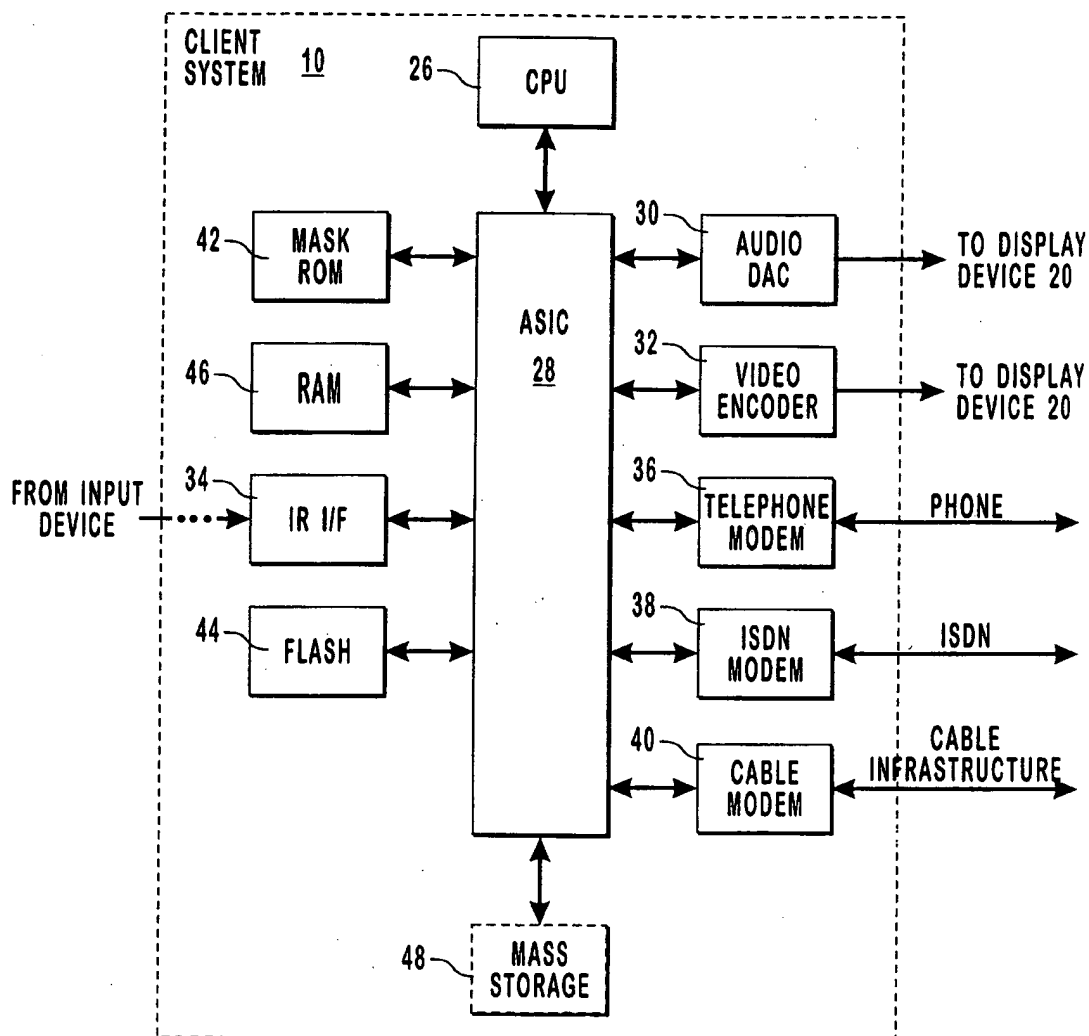 CLIENT
SYSTEM 10
26
CPU
42
MASK
ROM
30
AUDIO
DAC
TO DISPLAY
DEVICE 20
ASIC
28
46
RAM
32
VIDEO
ENCODER
TO DISPLAY
DEVICE 20
FROM INPUT
DEVICE
34
IR I/F
36
TELEPHONE
MODEM
PHONE
44
FLASH
38
ISDN
MODEM
ISDN
40
CABLE
MODEM
CABLE
INFRASTRUCTURE
48
MASS
STORAGE